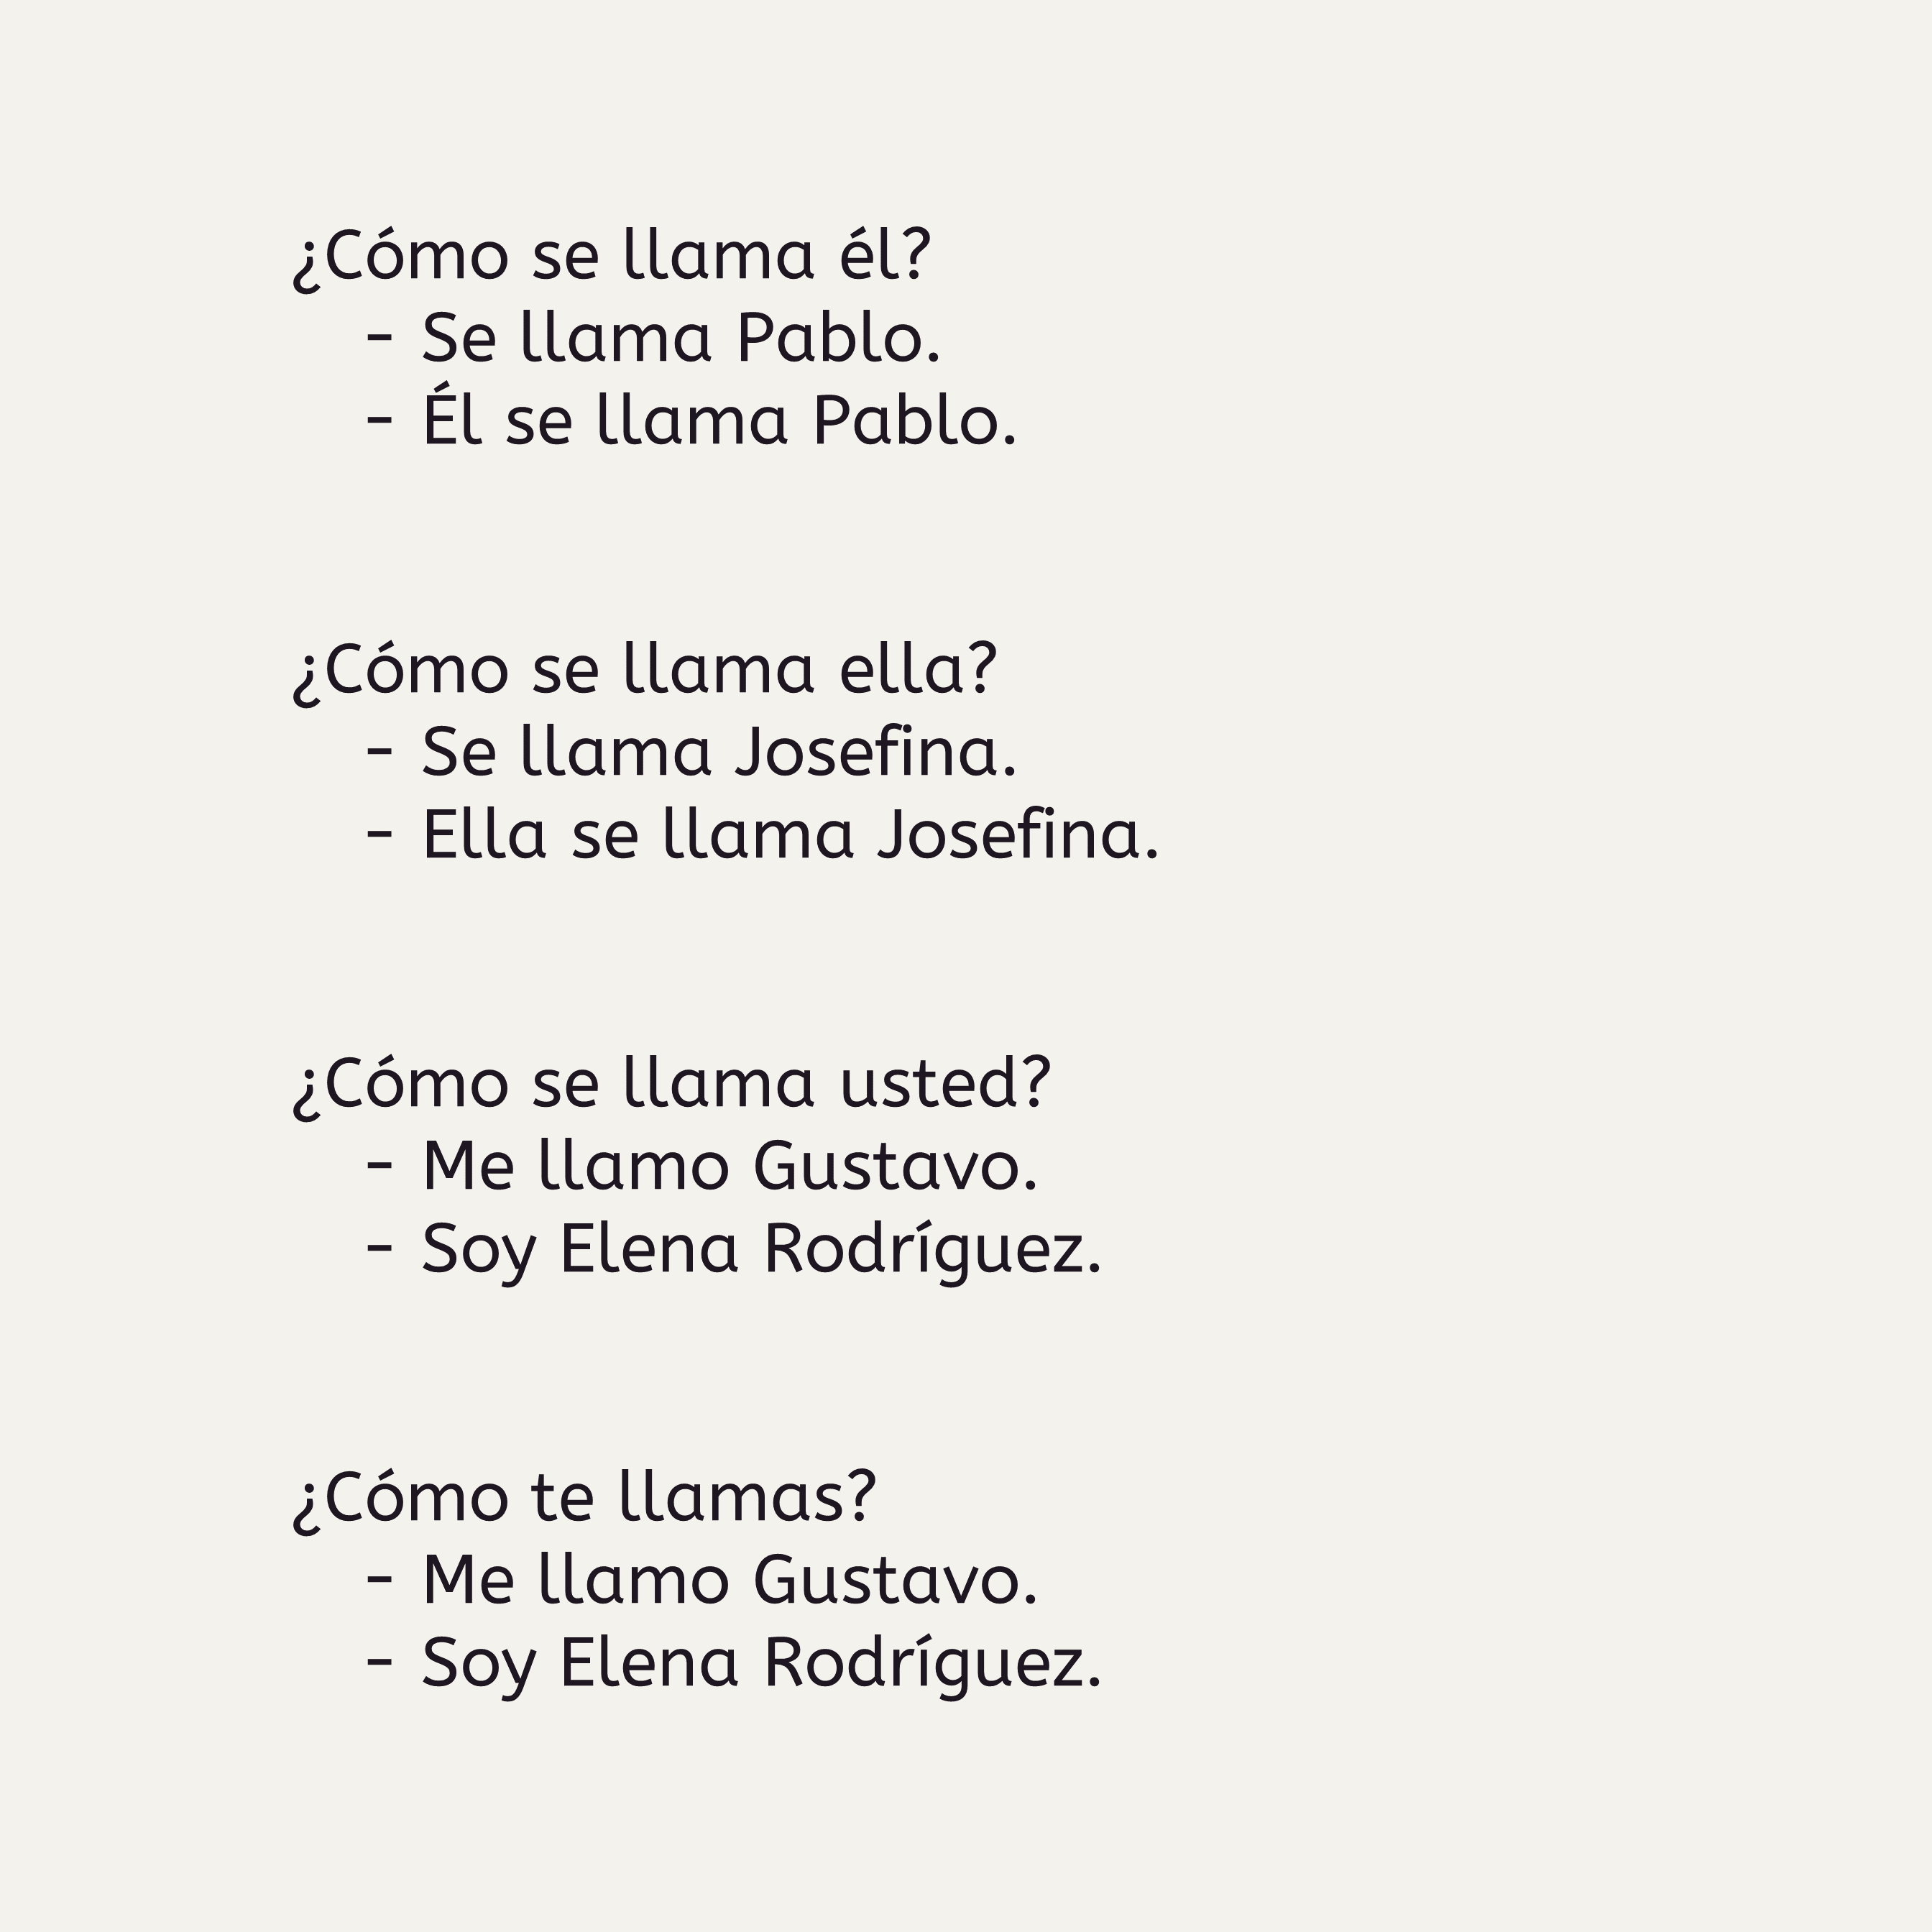 ¿Cómo se llama él?
- Se llama Pablo.
- Él se llama Pablo.
¿Cómo se llama ella?
- Se llama Josefina.
- Ella se llama Josefina.
¿Cómo se llama usted?
- Me llamo Gustavo.
- Soy Elena Rodríguez.
¿Cómo te llamas?
- Me llamo Gustavo.
- Soy Elena Rodríguez.